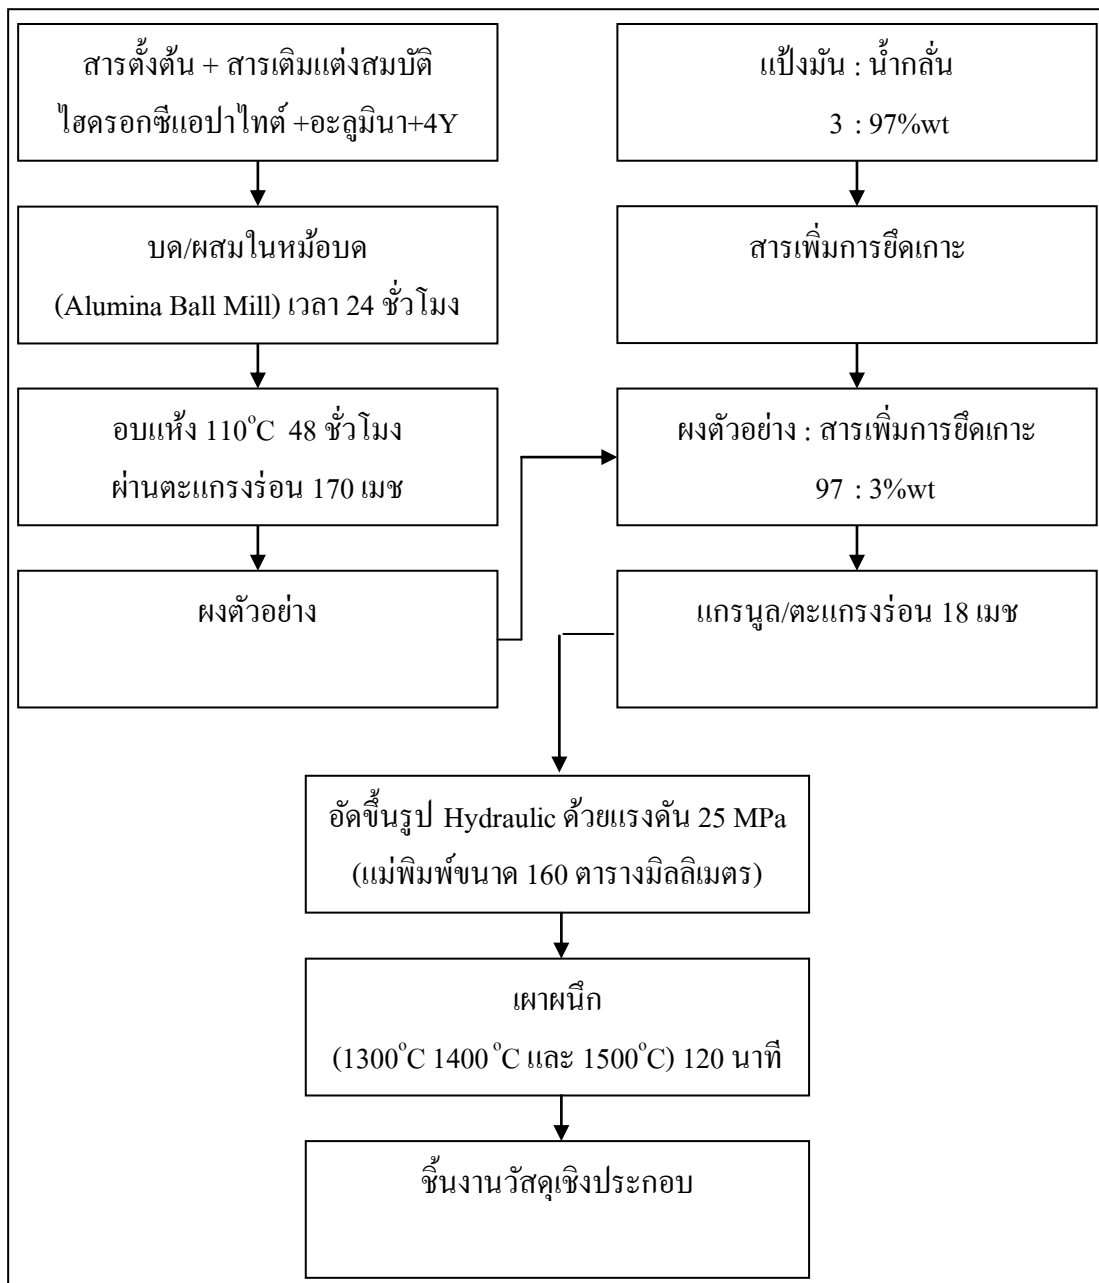 สารตั้งต้น + สารเติมแต่งสมบัติ
ไฮดรอกซีแอปาไทต์ +อะลูมินา+4Y
บด/ผสมในหม้อบด
(Alumina Ball Mill) เวลา 24 ชั่วโมง
อบแห้ง 110°C 48 ชั่วโมง
ผ่านตะแกรงร่อน 170 เมช
ผงตัวอย่าง
แป้งมัน : น้ำกลั่น
3 : 97%wt
สารเพิ่มการยึดเกาะ
ผงตัวอย่าง : สารเพิ่มการยึดเกาะ
97 : 3%wt
แกรนูล/ตะแกรงร่อน 18 เมช
อัดขึ้นรูป Hydraulic ด้วยแรงดัน 25 MPa
(แม่พิมพ์ขนาด 160 ตารางมิลลิเมตร)
เผาผนึก
(1300°C 1400 °C และ 1500°C) 120 นาที
ชิ้นงานวัสดุเชิงประกอบ